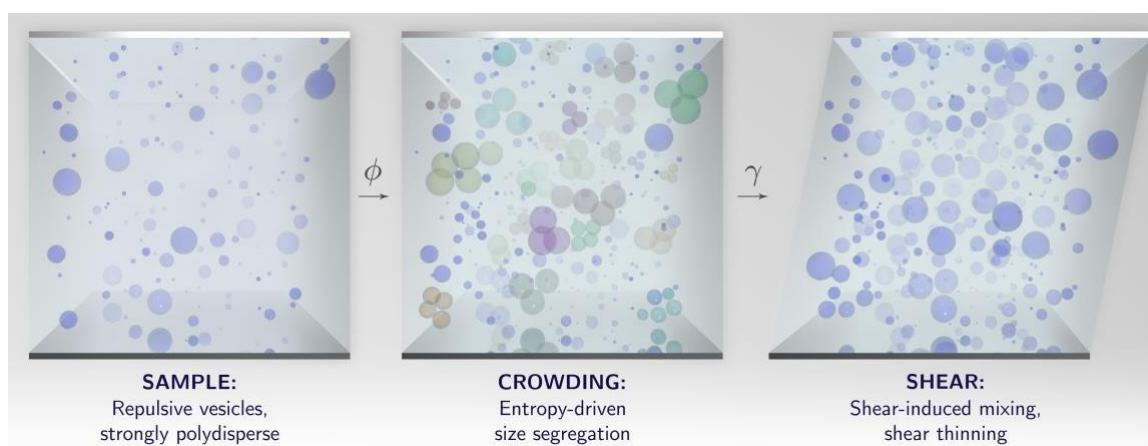 ϕ
γ
SAMPLE:
Repulsive vesicles,
strongly polydisperse
CROWDING:
Entropy-driven
size segregation
SHEAR:
Shear-induced mixing,
shear thinning